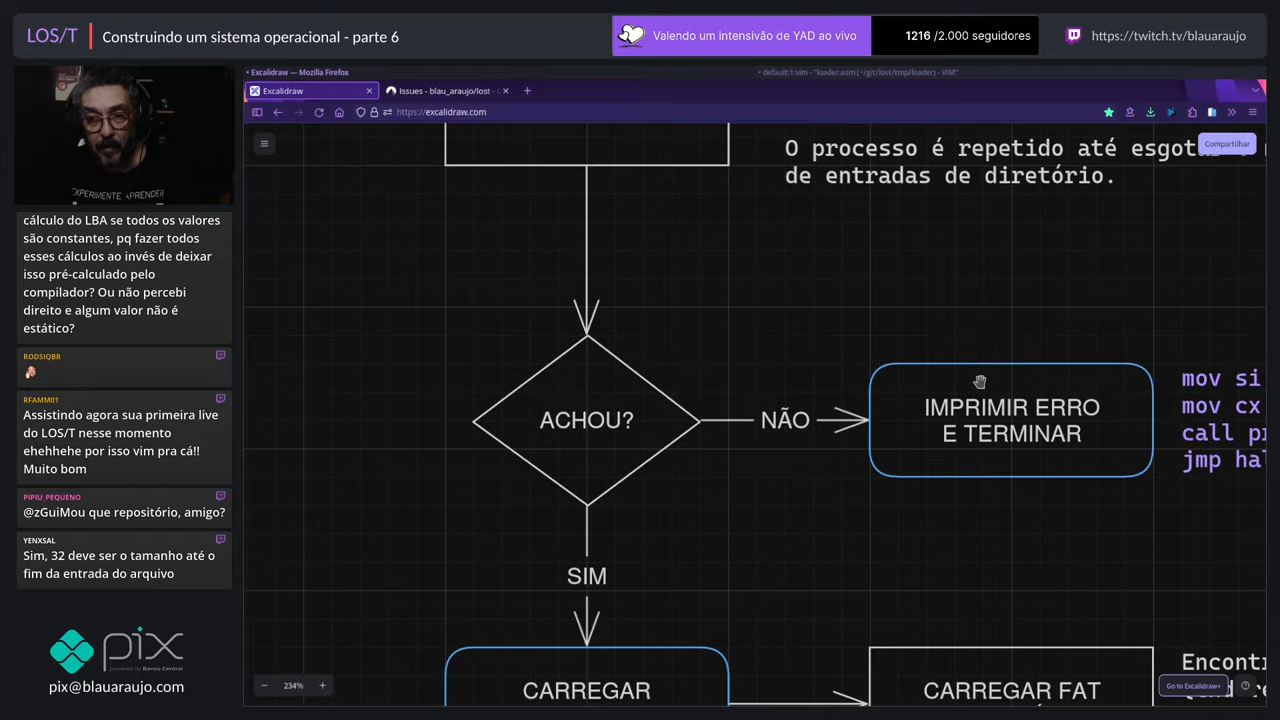 LOS/T
Construindo um sistema operacional - parte 6
Valendo um intensivão de YAD ao vivo
1216 /2.000 seguidores
https://twitch.tv/blauaraujo
• Excalidraw — Mozilla Firefox
• default:1:vim - "loader.asm (~/git/lost/tmp/loader) - VIM"
Excalidraw
Issues - blau_araujo/lost -
https://excalidraw.com
EXPERIMENTE APRENDER
cálculo do LBA se todos os valores
são constantes, pq fazer todos
esses cálculos ao invés de deixar
isso pré-calculado pelo
compilador? Ou não percebi
direito e algum valor não é
estático?
RODSIQBR
RFAMM01
Assistindo agora sua primeira live
do LOS/T nesse momento
ehehehe por isso vim pra cá!!
Muito bom
PIPIU_PEQUENO
@zGuiMou que repositório, amigo?
YENXSAL
Sim, 32 deve ser o tamanho até o
fim da entrada do arquivo
pix
powered by Banco Central
pix@blauaraujo.com
O processo é repetido até
de entradas de diretório.
Compartilhar
ACHOU?
NÃO
IMPRIMIR ERRO
E TERMINAR
mov si
mov cx
call
jmp
SIM
CARREGAR
CARREGAR FAT
234%
Go to Excalidraw+